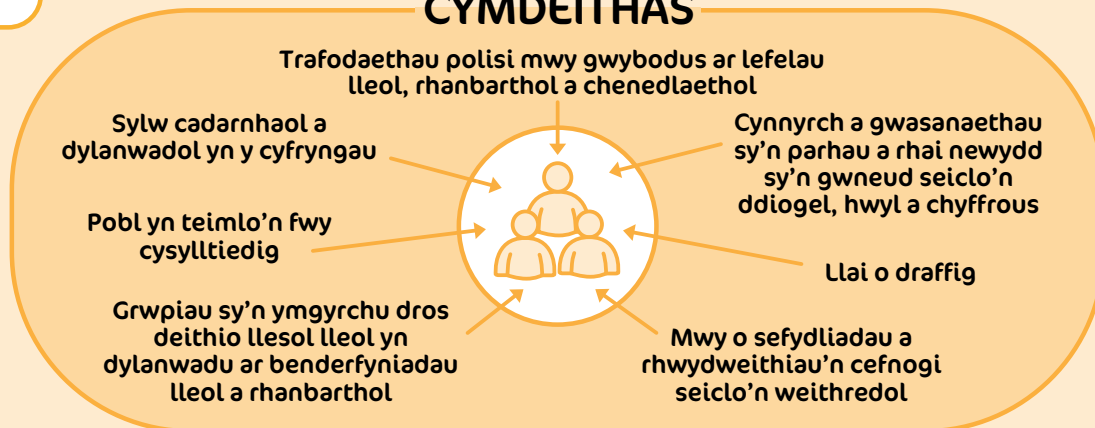 CYMDEITHAS
Trafodaethau polisi mwy gwybodus ar lefelau
lleol, rhanbarthol a chenedlaethol
Sylw cadarnhaol a
dylanwadol yn y cyfryngau
Cynnyrch a gwasanaethau
sy'n parhau a rhai newydd
sy'n gwneud seiclo'n
ddiogel, hwyl a chyffrous
Pobl yn teimlo'n fwy
cysylltiedig
Llai o draffig
Grwpiau sy'n ymgyrchu dros
deithio llesol lleol yn
dylanwadu ar benderfyniadau
lleol a rhanbarthol
Mwy o sefydliadau a
rhwydweithiau'n cefnogi
seiclo'n weithredol